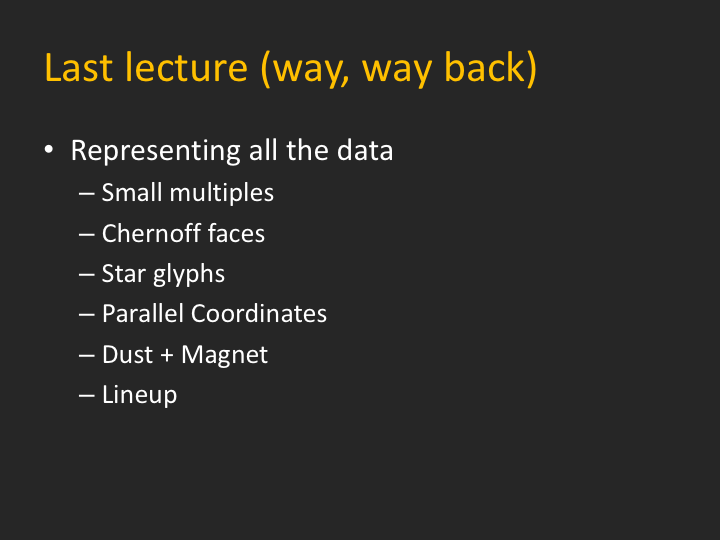 Last lecture (way, way back)
• Representing all the data
– Small multiples
– Chernoff faces
– Star glyphs
– Parallel Coordinates
– Dust + Magnet
– Lineup